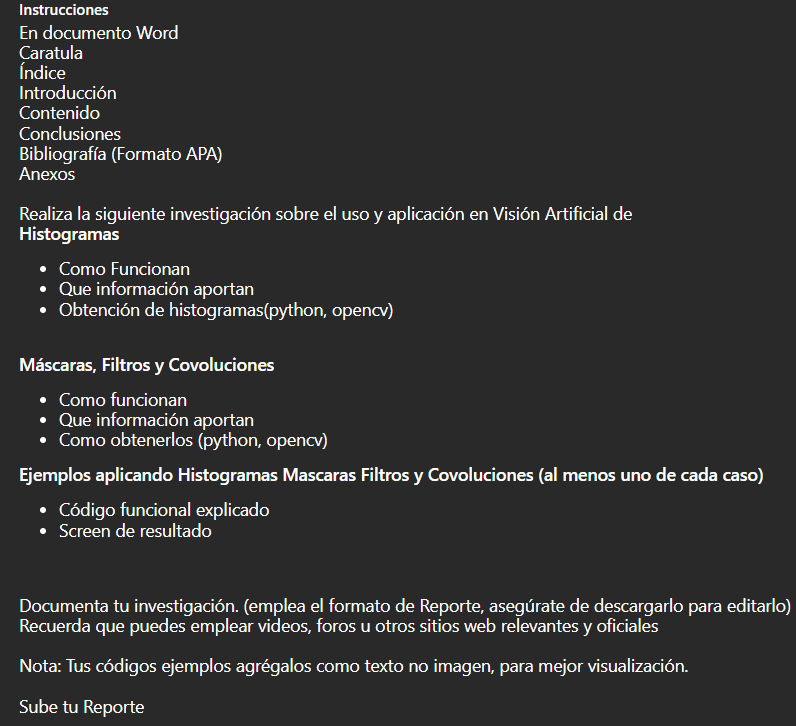 Instrucciones
En documento Word
Caratula
Índice
Introducción
Contenido
Conclusiones
Bibliografía (Formato APA)
Anexos
Realiza la siguiente investigación sobre el uso y aplicación en Visión Artificial de
Histogramas
• Como Funcionan
• Que información aportan
• Obtención de histogramas(python, opencv)
Máscaras, Filtros y Covoluciones
• Como funcionan
• Que información aportan
• Como obtenerlos (python, opencv)
Ejemplos aplicando Histogramas Mascaras Filtros y Covoluciones (al menos uno de cada caso)
• Código funcional explicado
• Screen de resultado
Documenta tu investigación. (emplea el formato de Reporte, asegúrate de descargarlo para editarlo)
Recuerda que puedes emplear videos, foros u otros sitios web relevantes y oficiales
Nota: Tus códigos ejemplos agrégalos como texto no imagen, para mejor visualización.
Sube tu Reporte